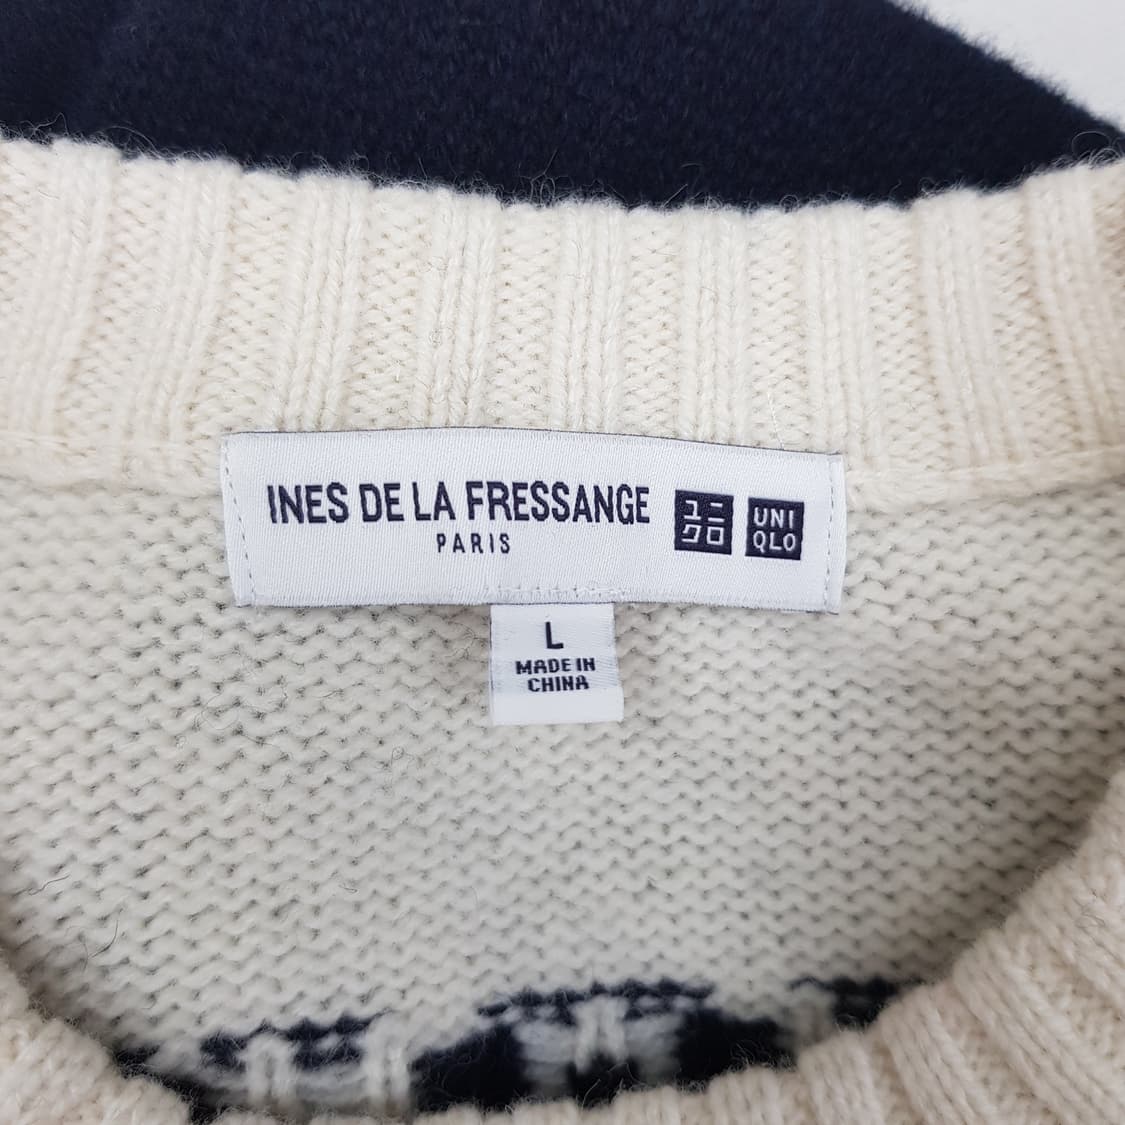 INES DE LA FRESSANGE
PARIS
ユニ
クロ
UNI
QLO
L
MADE IN
CHINA